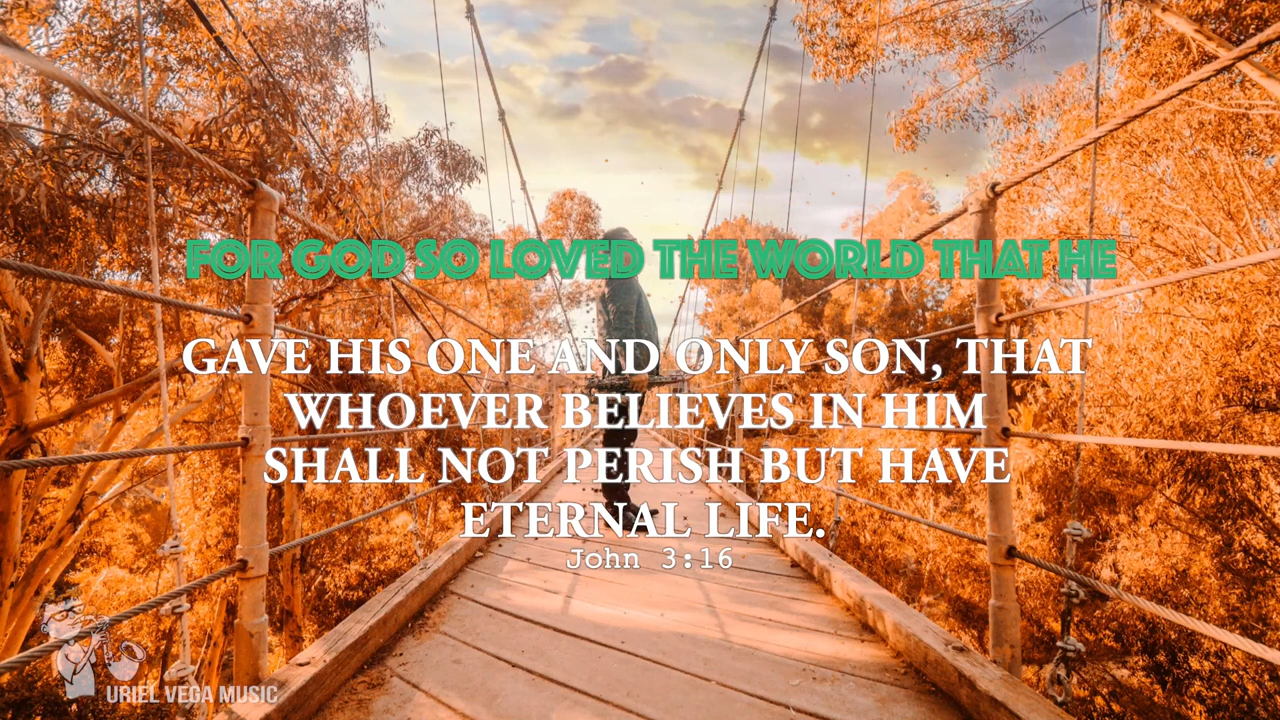 FOR GOD SO LOVED THE WORLD THAT HE
GAVE HIS ONE AND ONLY SON, THAT
WHOEVER BELIEVES IN HIM
SHALL NOT PERISH BUT HAVE
ETERNAL LIFE.
John 3:16
URIEL VEGA MUSIC